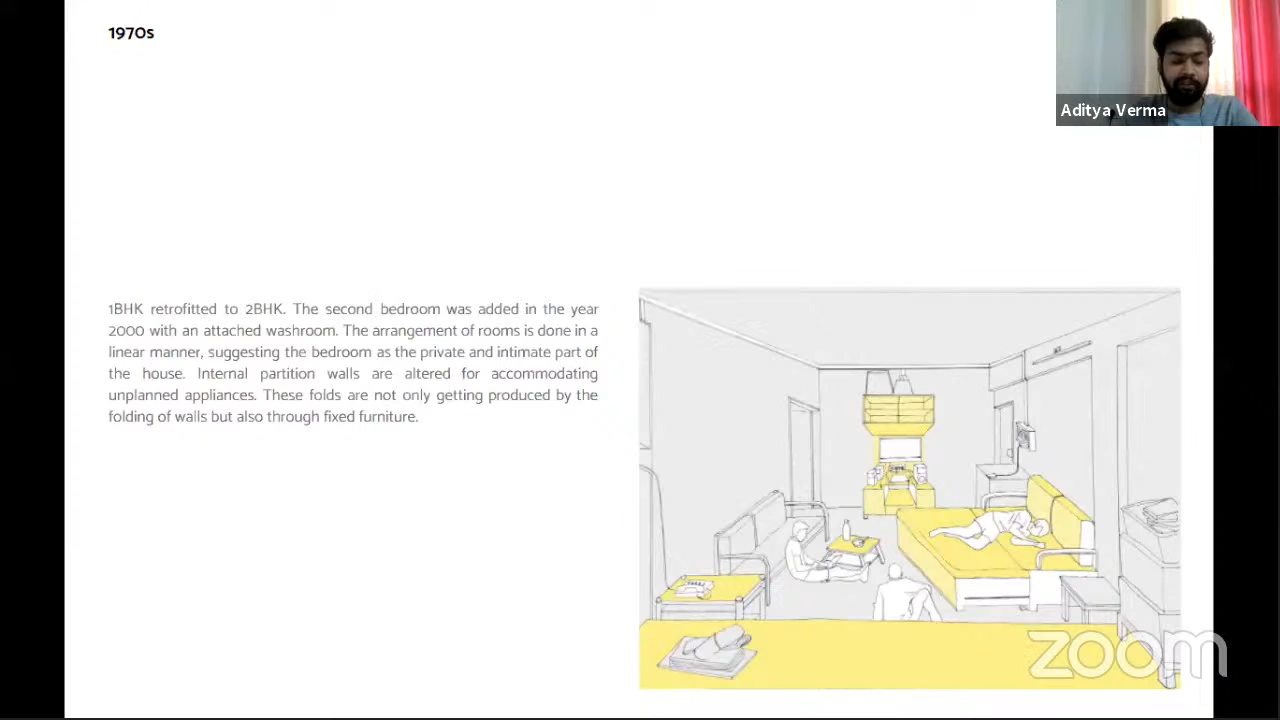 1970s
Aditya Verma
1BHK retrofitted to 2BHK. The second bedroom was added in the year
2000 with an attached washroom. The arrangement of rooms is done in a
linear manner, suggesting the bedroom as the private and intimate part of
the house. Internal partition walls are altered for accommodating
unplanned appliances. These folds are not only getting produced by the
folding of walls but also through fixed furniture.
zoom